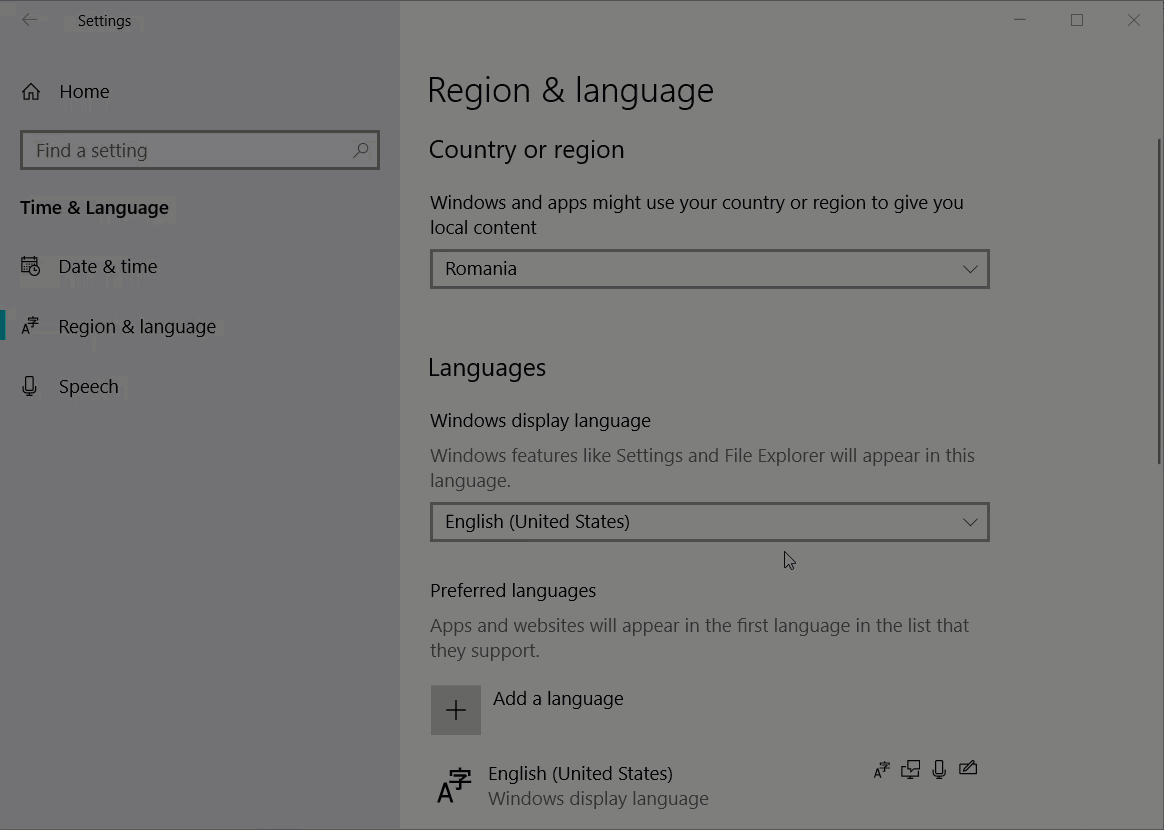 Settings
Home
Find a setting
Time & Language
Date & time
Region & language
Speech
Region & language
Country or region
Windows and apps might use your country or region to give you
local content
Romania
Languages
Windows display language
Windows features like Settings and File Explorer will appear in this
language.
English (United States)
Preferred languages
Apps and websites will appear in the first language in the list that
they support.
Add a language
English (United States)
Windows display language